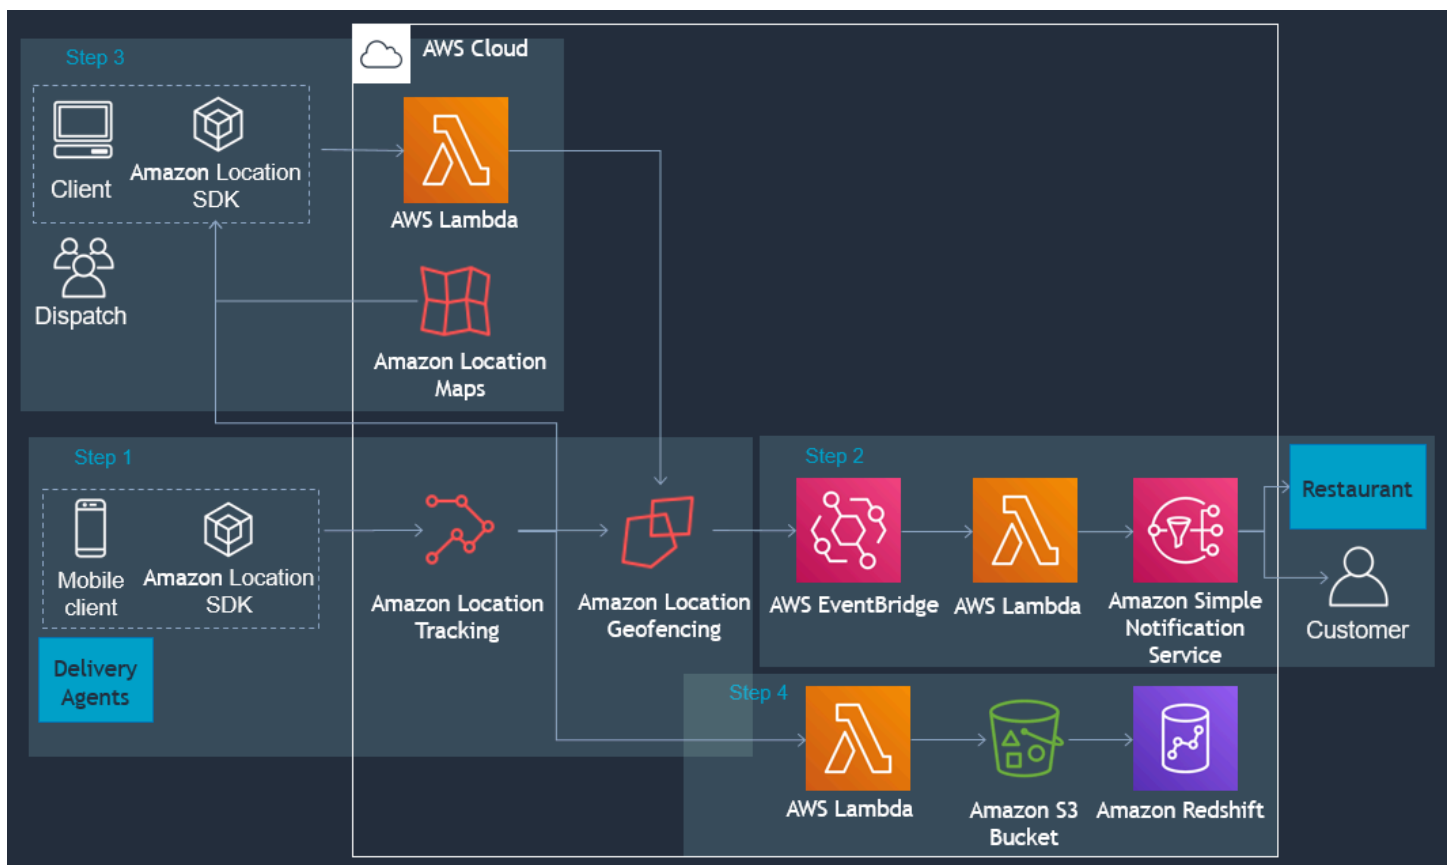 Step 3
AWS Cloud
Client
Amazon Location
SDK
AWS Lambda
Dispatch
Amazon Location
Maps
Step 1
Mobile
client
Amazon Location
SDK
Delivery
Agents
Amazon Location
Tracking
Amazon Location
Geofencing
Step 2
AWS EventBridge
AWS Lambda
Amazon Simple
Notification
Service
Restaurant
Customer
Step 4
AWS Lambda
Amazon S3
Bucket
Amazon Redshift